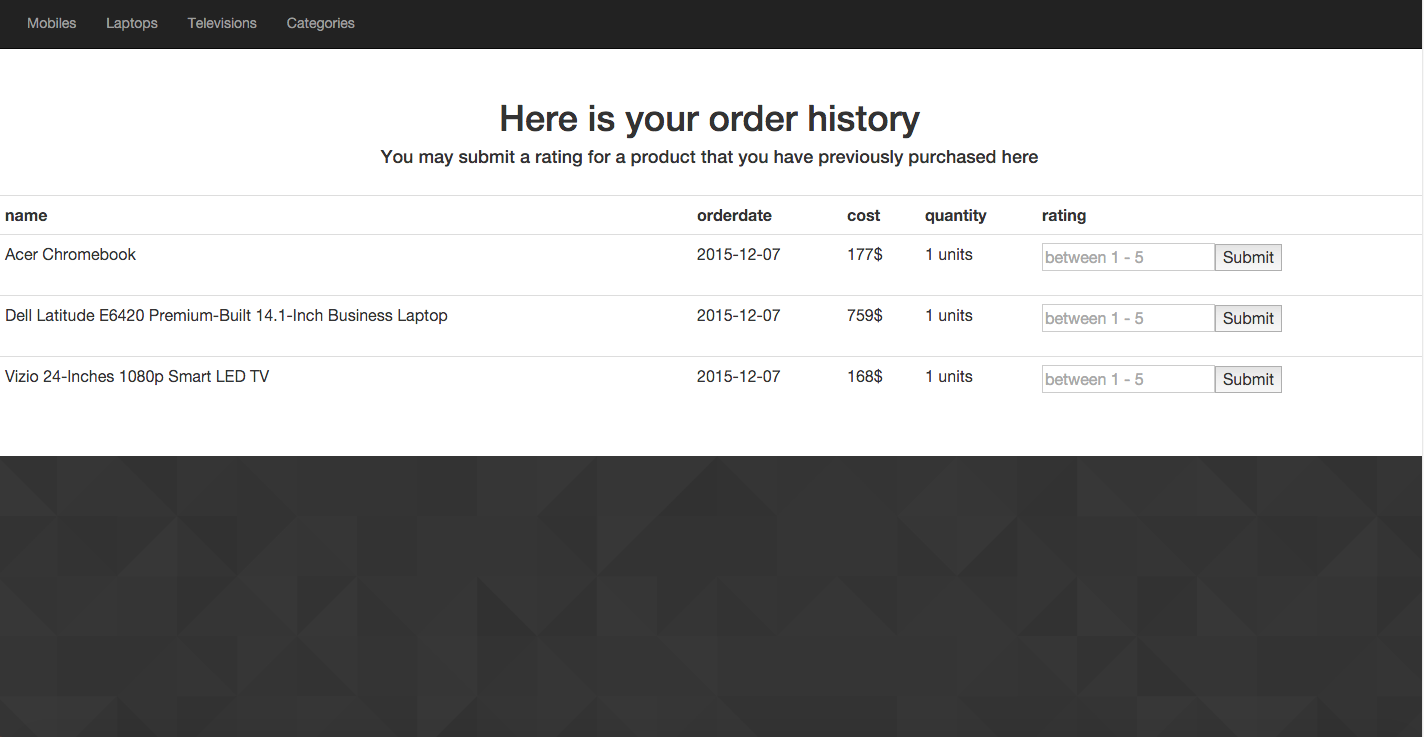 Mobiles Laptops Televisions Categories
Here is your order history
You may submit a rating for a product that you have previously purchased here
name orderdate cost quantity rating
Acer Chromebook 2015-12-07 177$ 1 units between 1 - 5 Submit
Dell Latitude E6420 Premium-Built 14.1-Inch Business Laptop 2015-12-07 759$ 1 units between 1 - 5 Submit
Vizio 24-Inches 1080p Smart LED TV 2015-12-07 168$ 1 units between 1 - 5 Submit